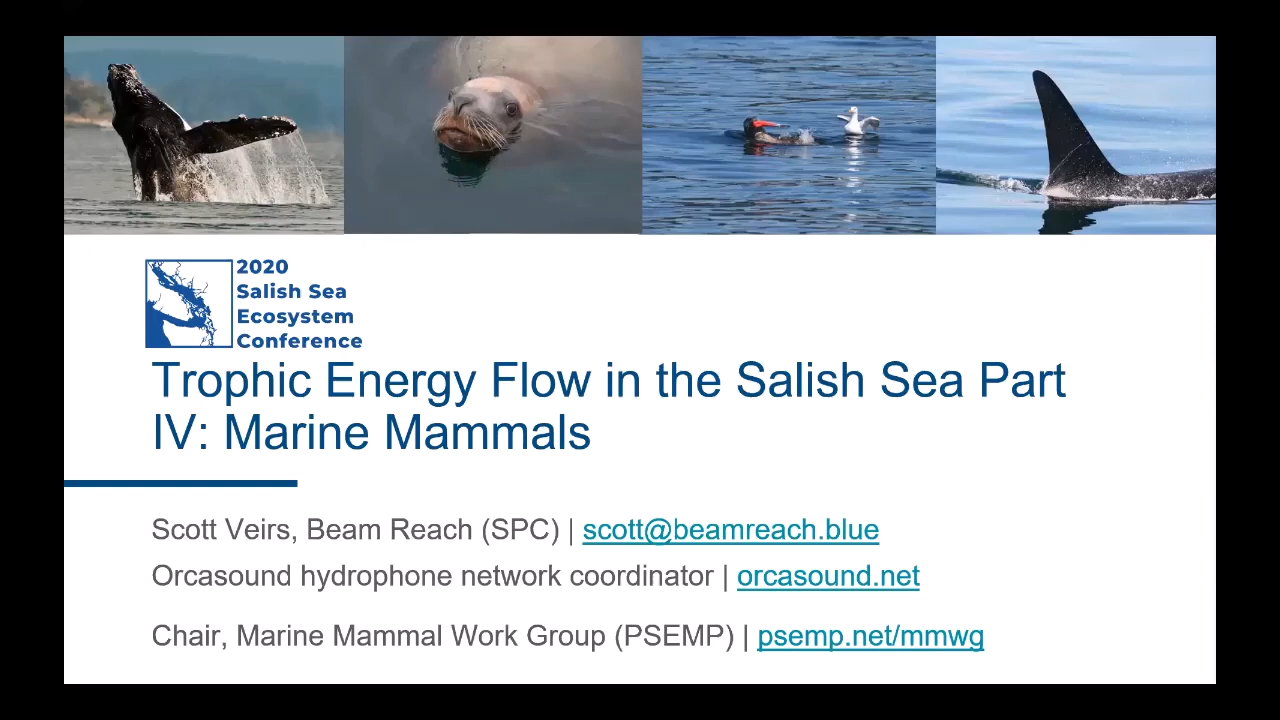 2020
Salish Sea
Ecosystem
Conference
Trophic Energy Flow in the Salish Sea Part
IV: Marine Mammals
Scott Veirs, Beam Reach (SPC) | scott@beamreach.blue
Orcasound hydrophone network coordinator | orcasound.net
Chair, Marine Mammal Work Group (PSEMP) | psemp.net/mmwg